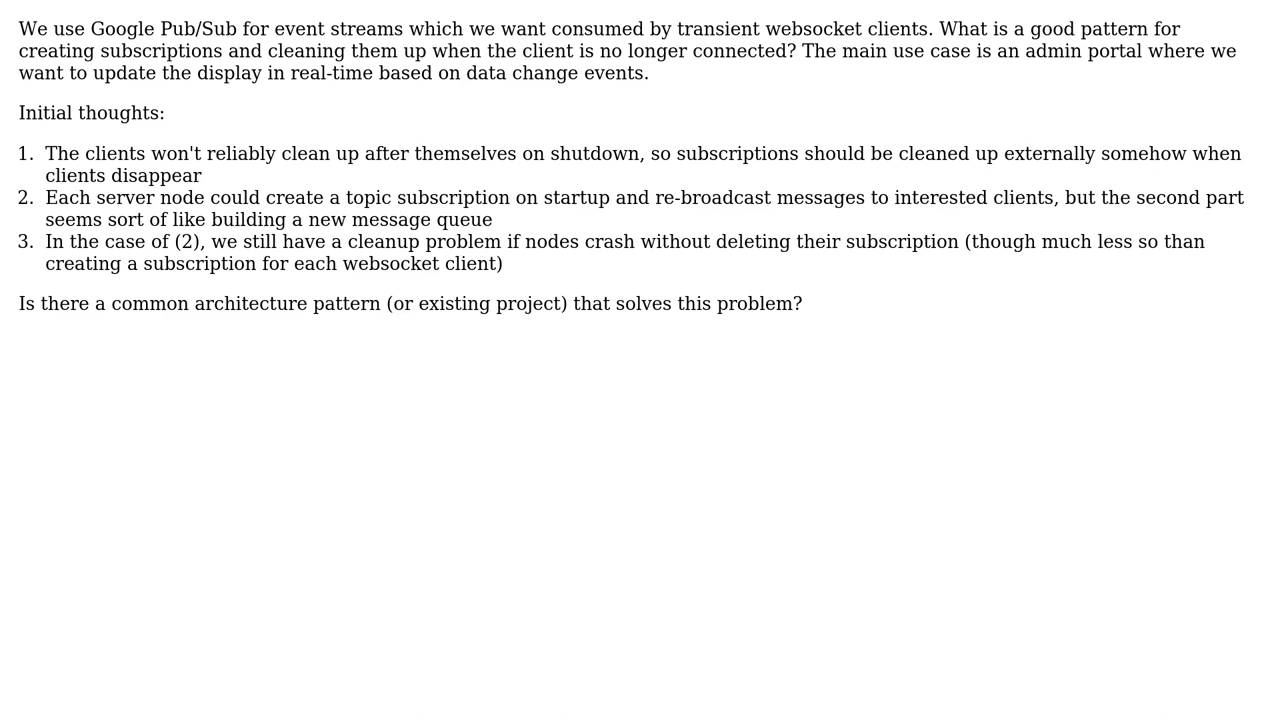 We use Google Pub/Sub for event streams which we want consumed by transient websocket clients. What is a good pattern for
creating subscriptions and cleaning them up when the client is no longer connected? The main use case is an admin portal where we
want to update the display in real-time based on data change events.
Initial thoughts:
1. The clients won't reliably clean up after themselves on shutdown, so subscriptions should be cleaned up externally somehow when
clients disappear
2. Each server node could create a topic subscription on startup and re-broadcast messages to interested clients, but the second part
seems sort of like building a new message queue
3. In the case of (2), we still have a cleanup problem if nodes crash without deleting their subscription (though much less so than
creating a subscription for each websocket client)
Is there a common architecture pattern (or existing project) that solves this problem?